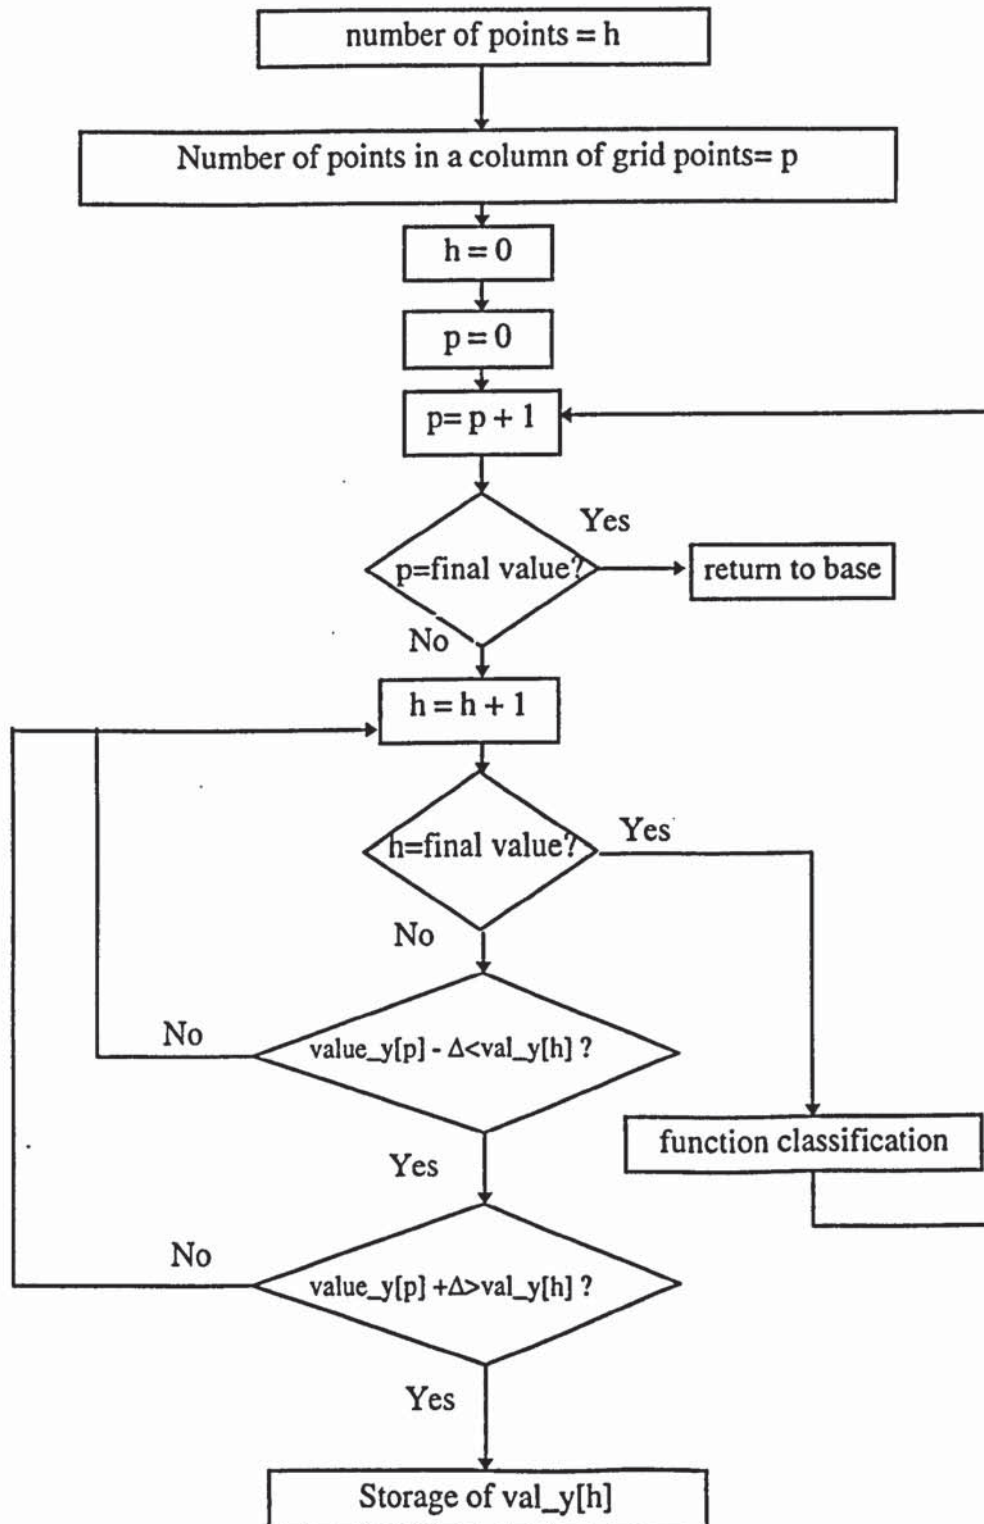 number of points = h
Number of points in a column of grid points= p
h = 0
p = 0
p= p + 1
Yes
p=final value?
return to base
No
h = h + 1
h=final value?
Yes
No
No
value_y[p] - Δ<val_y[h] ?
function classification
Yes
No
value_y[p] +Δ>val_y[h] ?
Yes
Storage of val_y[h]